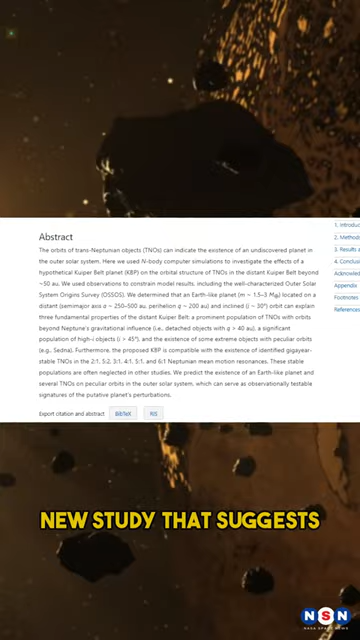 Abstract
The orbits of trans-Neptunian objects (TNOs) can indicate the existence of an undiscovered planet in
the outer solar system. Here we used N-body computer simulations to investigate the effects of a
hypothetical Kuiper Belt planet (KBP) on the orbital structure of TNOs in the distant Kuiper Belt beyond
~50 au. We used observations to constrain model results, including the well-characterized Outer Solar
System Origins Survey (OSSOS). We determined that an Earth-like planet (m ~ 1.5–3 M⊕) located on a
distant (semimajor axis a ~ 250–500 au, perihelion q ~ 200 au) and inclined (i ~ 30°) orbit can explain
three fundamental properties of the distant Kuiper Belt: a prominent population of TNOs with orbits
beyond Neptune's gravitational influence (i.e., detached objects with q > 40 au), a significant
population of high-i objects (i > 45°), and the existence of some extreme objects with peculiar orbits
(e.g., Sedna). Furthermore, the proposed KBP is compatible with the existence of identified gigayear-
stable TNOs in the 2:1, 5:2, 3:1, 4:1, 5:1, and 6:1 Neptunian mean motion resonances. These stable
populations are often neglected in other studies. We predict the existence of an Earth-like planet and
several TNOs on peculiar orbits in the outer solar system, which can serve as observationally testable
signatures of the putative planet's perturbations.
Export citation and abstract BibTeX RIS
1. Introduc
2. Methods
3. Results a
4. Conclusi
Acknowled
Appendix
Footnotes
References
NEW STUDY THAT SUGGESTS
NSN
NASA SPACE NEWS